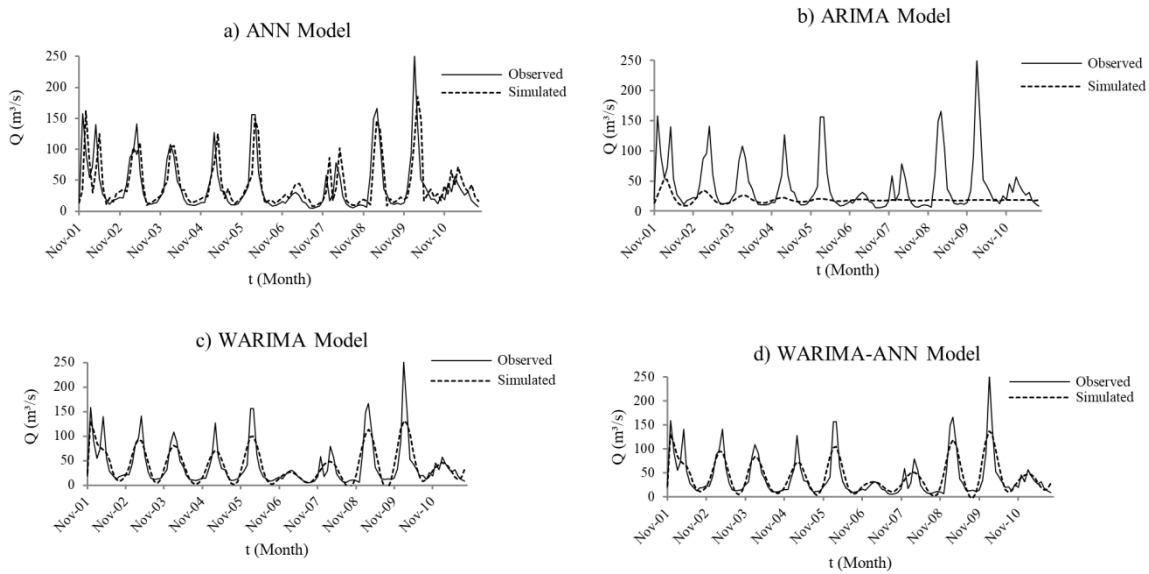 a) ANN Model
250
200
150
100
50
0
Q (m³/s)
Observed
Simulated
Nov-01
Nov-02
Nov-03
Nov-04
Nov-05
Nov-06
Nov-07
Nov-08
Nov-09
Nov-10
t (Month)
b) ARIMA Model
250
200
150
100
50
0
Q (m³/s)
Observed
Simulated
Nov-01
Nov-02
Nov-03
Nov-04
Nov-05
Nov-06
Nov-07
Nov-08
Nov-09
Nov-10
t (Month)
c) WARIMA Model
250
200
150
100
50
0
Q (m³/s)
Observed
Simulated
Nov-01
Nov-02
Nov-03
Nov-04
Nov-05
Nov-06
Nov-07
Nov-08
Nov-09
Nov-10
t (Month)
d) WARIMA-ANN Model
250
200
150
100
50
0
Q (m³/s)
Observed
Simulated
Nov-01
Nov-02
Nov-03
Nov-04
Nov-05
Nov-06
Nov-07
Nov-08
Nov-09
Nov-10
t (Month)